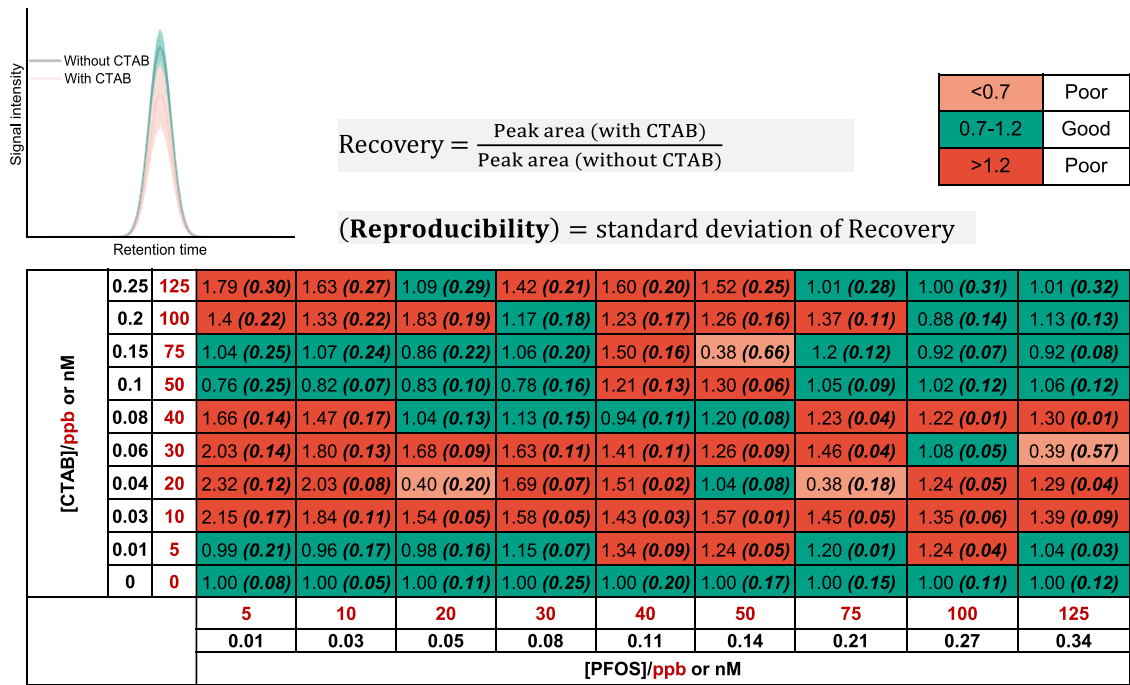 Signal intensity
Without CTAB
With CTAB
Retention time
Recovery = Peak area (with CTAB)
Peak area (without CTAB)
(Reproducibility) = standard deviation of Recovery
<0.7 Poor
0.7-1.2 Good
>1.2 Poor
[CTAB]/ppb or nM
0.25 125 1.79 (0.30) 1.63 (0.27) 1.09 (0.29) 1.42 (0.21) 1.60 (0.20) 1.52 (0.25) 1.01 (0.28) 1.00 (0.31) 1.01 (0.32)
0.2 100 1.4 (0.22) 1.33 (0.22) 1.83 (0.19) 1.17 (0.18) 1.23 (0.17) 1.26 (0.16) 1.37 (0.11) 0.88 (0.14) 1.13 (0.13)
0.15 75 1.04 (0.25) 1.07 (0.24) 0.86 (0.22) 1.06 (0.20) 1.50 (0.16) 0.38 (0.66) 1.2 (0.12) 0.92 (0.07) 0.92 (0.08)
0.1 50 0.76 (0.25) 0.82 (0.07) 0.83 (0.10) 0.78 (0.16) 1.21 (0.13) 1.30 (0.06) 1.05 (0.09) 1.02 (0.12) 1.06 (0.12)
0.08 40 1.66 (0.14) 1.47 (0.17) 1.04 (0.13) 1.13 (0.15) 0.94 (0.11) 1.20 (0.08) 1.23 (0.04) 1.22 (0.01) 1.30 (0.01)
0.06 30 2.03 (0.14) 1.80 (0.13) 1.68 (0.09) 1.63 (0.11) 1.41 (0.11) 1.26 (0.09) 1.46 (0.04) 1.08 (0.05) 0.39 (0.57)
0.04 20 2.32 (0.12) 2.03 (0.08) 0.40 (0.20) 1.69 (0.07) 1.51 (0.02) 1.04 (0.08) 0.38 (0.18) 1.24 (0.05) 1.29 (0.04)
0.03 10 2.15 (0.17) 1.84 (0.11) 1.54 (0.05) 1.58 (0.05) 1.43 (0.03) 1.57 (0.01) 1.45 (0.05) 1.35 (0.06) 1.39 (0.09)
0.01 5 0.99 (0.21) 0.96 (0.17) 0.98 (0.16) 1.15 (0.07) 1.34 (0.09) 1.24 (0.05) 1.20 (0.01) 1.24 (0.04) 1.04 (0.03)
0 0 1.00 (0.08) 1.00 (0.05) 1.00 (0.11) 1.00 (0.25) 1.00 (0.20) 1.00 (0.17) 1.00 (0.15) 1.00 (0.11) 1.00 (0.12)
5 10 20 30 40 50 75 100 125
0.01 0.03 0.05 0.08 0.11 0.14 0.21 0.27 0.34
[PFOS]/ppb or nM